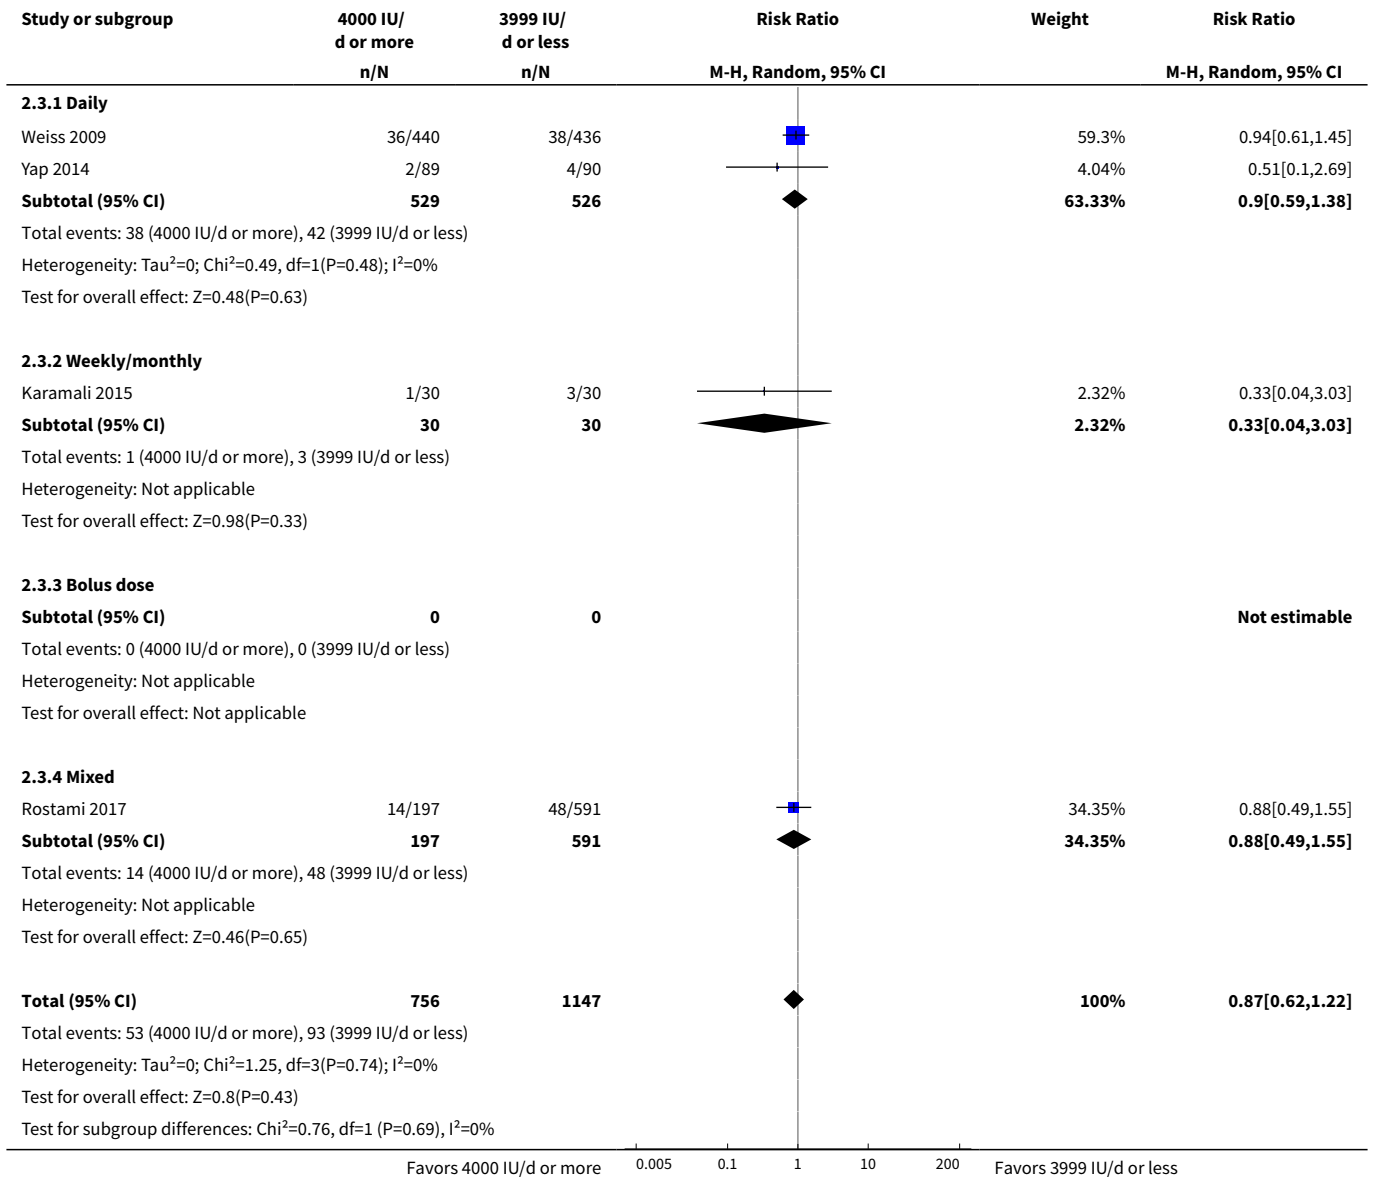 Study or subgroup 4000 IU/ 3999 IU/ Risk Ratio Weight Risk Ratio
d or more d or less
n/N n/N M-H, Random, 95% CI M-H, Random, 95% CI
2.3.1 Daily
Weiss 2009 36/440 38/436 59.3% 0.94[0.61,1.45]
Yap 2014 2/89 4/90 4.04% 0.51[0.1,2.69]
Subtotal (95% CI) 529 526 63.33% 0.9[0.59,1.38]
Total events: 38 (4000 IU/d or more), 42 (3999 IU/d or less)
Heterogeneity: Tau²=0; Chi²=0.49, df=1(P=0.48); I²=0%
Test for overall effect: Z=0.48(P=0.63)
2.3.2 Weekly/monthly
Karamali 2015 1/30 3/30 2.32% 0.33[0.04,3.03]
Subtotal (95% CI) 30 30 2.32% 0.33[0.04,3.03]
Total events: 1 (4000 IU/d or more), 3 (3999 IU/d or less)
Heterogeneity: Not applicable
Test for overall effect: Z=0.98(P=0.33)
2.3.3 Bolus dose
Subtotal (95% CI) 0 0 Not estimable
Total events: 0 (4000 IU/d or more), 0 (3999 IU/d or less)
Heterogeneity: Not applicable
Test for overall effect: Not applicable
2.3.4 Mixed
Rostami 2017 14/197 48/591 34.35% 0.88[0.49,1.55]
Subtotal (95% CI) 197 591 34.35% 0.88[0.49,1.55]
Total events: 14 (4000 IU/d or more), 48 (3999 IU/d or less)
Heterogeneity: Not applicable
Test for overall effect: Z=0.46(P=0.65)
Total (95% CI) 756 1147 100% 0.87[0.62,1.22]
Total events: 53 (4000 IU/d or more), 93 (3999 IU/d or less)
Heterogeneity: Tau²=0; Chi²=1.25, df=3(P=0.74); I²=0%
Test for overall effect: Z=0.8(P=0.43)
Test for subgroup differences: Chi²=0.76, df=1 (P=0.69), I²=0%
Favors 4000 IU/d or more 0.005 0.1 1 10 200 Favors 3999 IU/d or less